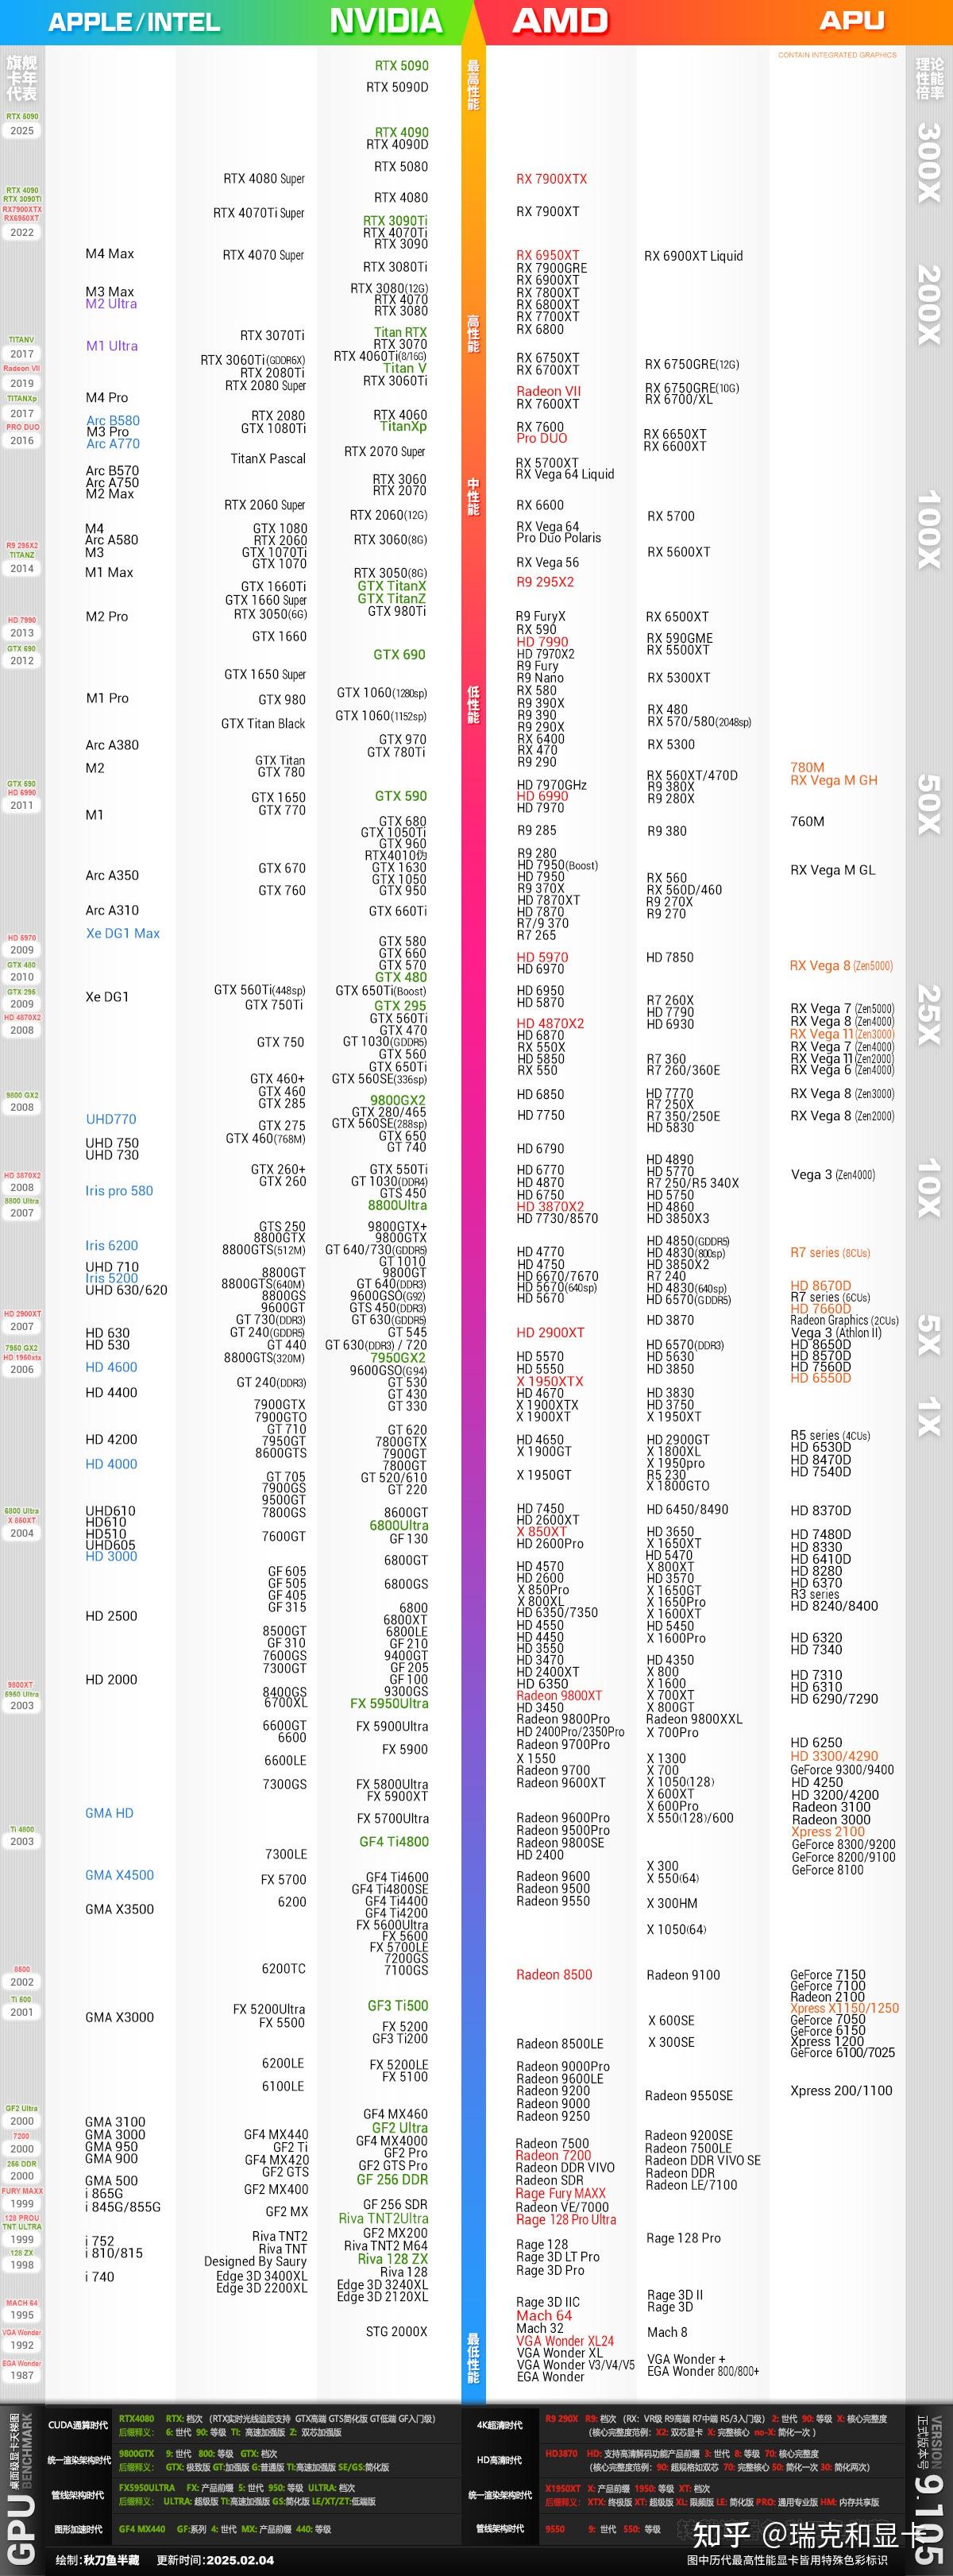 APPLE/INTEL
NVIDIA
AMD
APU
CONTAIN INTEGRATED GRAPHICS
旗舰
卡年
代表
最高性能
高性能
中性能
低性能
最低性能
理论
性能
倍率
300X
200X
100X
50X
25X
10X
5X
1X
RTX 5090
2025
RTX 4090
RTX 3090Ti
RX7900XTX
RX6950XT
2022
TITANV
2017
Radeon VII
2019
TITANXp
2017
PRO DUO
2016
R9 295X2
TITANZ
2014
HD 7990
2013
GTX 690
2012
GTX 590
HD 6990
2011
HD 5970
2009
GTX 480
2010
GTX 295
2009
HD 4870X2
2008
9800 GX2
2008
HD 3870X2
2008
8800 Ultra
2007
HD 2900XT
2007
7950 GX2
HD 1950xtx
2006
6800 Ultra
X 850XT
2004
9800XT
5950 Ultra
2003
Ti 4800
2003
2002
Ti 500
2001
GF2 Ultra
2000
7200
2000
256 DDR
2000
FURY MAXX
1999
128 PROU
TNT ULTRA
1999
128 ZX
1998
MACH 64
1995
VGA Wonder
1992
EGA Wonder
1987
M4 Max
M3 Max
M2 Ultra
M1 Ultra
M4 Pro
Arc B580
M3 Pro
Arc A770
Arc B570
Arc A750
M2 Max
M4
Arc A580
M3
M1 Max
M2 Pro
M1 Pro
Arc A380
M2
M1
Arc A350
Arc A310
Xe DG1 Max
Xe DG1
UHD770
UHD 750
UHD 730
Iris pro 580
Iris 6200
UHD 710
Iris 5200
UHD 630/620
HD 630
HD 530
HD 4600
HD 4400
HD 4200
HD 4000
UHD610
HD610
HD510
UHD605
HD 3000
HD 2500
HD 2000
GMA HD
GMA X4500
GMA X3500
GMA X3000
GMA 3100
GMA 3000
GMA 950
GMA 900
GMA 500
i 865G
i 845G/855G
i 752
i 810/815
i 740
RTX 4080 Super
RTX 4070Ti Super
RTX 4070 Super
RTX 3070Ti
RTX 3060Ti(GDDR6X)
RTX 2080Ti
RTX 2080 Super
RTX 2080
GTX 1080Ti
TitanX Pascal
RTX 2060 Super
GTX 1080
RTX 2060
GTX 1070Ti
GTX 1070
GTX 1660Ti
GTX 1660 Super
RTX 3050(6G)
GTX 1660
GTX 1650 Super
GTX 980
GTX Titan Black
GTX Titan
GTX 780
GTX 1650
GTX 770
GTX 670
GTX 760
GTX 560Ti(448sp)
GTX 750Ti
GTX 750
GTX 460+
GTX 460
GTX 285
GTX 275
GTX 460(768M)
GTX 260+
GTX 260
GTS 250
8800GTX
8800GTS(512M)
8800GT
8800GTS(640M)
8800GS
9600GT
GT 730(DDR3)
GT 240(GDDR5)
GT 440
8800GTS(320M)
GT 240(DDR3)
7900GTX
7900GTO
GT 710
7950GT
8600GTS
GT 705
7900GS
9500GT
7800GS
7600GT
GF 605
GF 505
GF 405
GF 315
8500GT
GF 310
7600GS
7300GT
8400GS
6700XL
6600GT
6600
6600LE
7300GS
7300LE
FX 5700
6200
6200TC
FX 5200Ultra
FX 5500
6200LE
6100LE
GF4 MX440
GF2 Ti
GF4 MX420
GF2 GTS
GF2 MX400
GF2 MX
Riva TNT2
Riva TNT
Designed By Saury
Edge 3D 3400XL
Edge 3D 2200XL
RTX 5090
RTX 5090D
RTX 4090
RTX 4090D
RTX 5080
RTX 4080
RTX 3090Ti
RTX 4070Ti
RTX 3090
RTX 3080Ti
RTX 3080(12G)
RTX 4070
RTX 3080
Titan RTX
RTX 3070
RTX 4060Ti(8/16G)
Titan V
RTX 3060Ti
RTX 4060
TitanXp
RTX 2070 Super
RTX 3060
RTX 2070
RTX 2060(12G)
RTX 3060(8G)
RTX 3050(8G)
GTX TitanX
GTX TitanZ
GTX 980Ti
GTX 690
GTX 1060(1280sp)
GTX 1060(1152sp)
GTX 970
GTX 780Ti
GTX 590
GTX 680
GTX 1050Ti
GTX 960
GTX 1630
GTX 1050
GTX 950
GTX 660Ti
GTX 580
GTX 660
GTX 570
GTX 480
GTX 650Ti(Boost)
GTX 295
GTX 560Ti
GTX 470
GT 1030(GDDR5)
GTX 560
GTX 650Ti
GTX 560SE(336sp)
9800GX2
GTX 280/465
GTX 560SE(288sp)
GTX 650
GT 740
GTX 550Ti
GT 1030(DDR4)
GTS 450
8800Ultra
9800GTX+
9800GTX
GT 640/730(GDDR5)
GT 1010
9800GT
GT 640(DDR3)
9600GSO(G92)
GTS 450(DDR3)
GT 630(GDDR5)
GT 545
GT 630(DDR3) / 720
7950GX2
9600GSO(G94)
GT 530
GT 430
GT 330
GT 620
7800GTX
7900GT
7800GT
GT 520/610
GT 220
8600GT
6800Ultra
GF 130
6800GT
6800GS
6800
6800XT
6800LE
GF 210
9400GT
GF 205
GF 100
9300GS
FX 5950Ultra
FX 5900Ultra
FX 5900
FX 5800Ultra
FX 5900XT
FX 5700Ultra
GF4 Ti4800
GF4 Ti4600
GF4 Ti4800SE
GF4 Ti4400
GF4 Ti4200
FX 5600Ultra
FX 5600
FX 5700LE
7200GS
7100GS
GF3 Ti500
FX 5200
GF3 Ti200
FX 5200LE
FX 5100
GF4 MX460
GF2 Ultra
GF4 MX4000
GF2 Pro
GF2 GTS Pro
GF 256 DDR
GF 256 SDR
Riva TNT2Ultra
GF2 MX200
Riva TNT2 M64
Riva 128 ZX
Riva 128
Edge 3D 3240XL
Edge 3D 2120XL
STG 2000X
RX 7900XTX
RX 7900XT
RX 6950XT
RX 7900GRE
RX 6900XT
RX 7800XT
RX 6800XT
RX 7700XT
RX 6800
RX 6750XT
RX 6700XT
Radeon VII
RX 7600XT
RX 7600
Pro DUO
RX 5700XT
RX Vega 64 Liquid
RX 6600
RX Vega 64
Pro Duo Polaris
RX Vega 56
R9 295X2
R9 FuryX
RX 590
HD 7990
HD 7970X2
R9 Fury
R9 Nano
RX 580
R9 390X
R9 390
R9 290X
RX 6400
RX 470
R9 290
HD 7970GHz
HD 6990
HD 7970
R9 285
R9 280
HD 7950(Boost)
HD 7950
R9 370X
HD 7870XT
HD 7870
R7/9 370
R7 265
HD 5970
HD 6970
HD 6950
HD 5870
HD 4870X2
HD 6870
RX 550X
HD 5850
RX 550
HD 6850
HD 7750
HD 6790
HD 6770
HD 4870
HD 6750
HD 3870X2
HD 7730/8570
HD 4770
HD 4750
HD 6670/7670
HD 5670(640sp)
HD 5670
HD 2900XT
HD 5570
HD 5550
X 1950XTX
HD 4670
X 1900XTX
X 1900XT
HD 4650
X 1900GT
X 1950GT
HD 7450
HD 2600XT
X 850XT
HD 2600Pro
HD 4570
HD 2600
X 850Pro
X 800XL
HD 6350/7350
HD 4550
HD 4450
HD 3550
HD 3470
HD 2400XT
HD 6350
Radeon 9800XT
HD 3450
Radeon 9800Pro
HD 2400Pro/2350Pro
Radeon 9700Pro
X 1550
Radeon 9700
Radeon 9600XT
Radeon 9600Pro
Radeon 9500Pro
Radeon 9800SE
HD 2400
Radeon 9600
Radeon 9500
Radeon 9550
Radeon 8500
Radeon 8500LE
Radeon 9000Pro
Radeon 9600LE
Radeon 9200
Radeon 9000
Radeon 9250
Radeon 7500
Radeon 7200
Radeon DDR VIVO
Radeon SDR
Rage Fury MAXX
Radeon VE/7000
Rage 128 Pro Ultra
Rage 128
Rage 3D LT Pro
Rage 3D Pro
Rage 3D IIC
Mach 64
Mach 32
VGA Wonder XL24
VGA Wonder XL
VGA Wonder V3/V4/V5
EGA Wonder
RX 6900XT Liquid
RX 6750GRE(12G)
RX 6750GRE(10G)
RX 6700/XL
RX 6650XT
RX 6600XT
RX 5700
RX 5600XT
RX 6500XT
RX 590GME
RX 5500XT
RX 5300XT
RX 480
RX 570/580(2048sp)
RX 5300
RX 560XT/470D
R9 380X
R9 280X
R9 380
RX 560
RX 560D/460
R9 270X
R9 270
HD 7850
R7 260X
HD 7790
HD 6930
R7 360
R7 260/360E
HD 7770
R7 250X
R7 350/250E
HD 5830
HD 4890
HD 5770
R7 250/R5 340X
HD 5750
HD 4860
HD 3850X3
HD 4850(GDDR5)
HD 4830(800sp)
HD 3850X2
R7 240
HD 4830(640sp)
HD 6570(GDDR5)
HD 3870
HD 6570(DDR3)
HD 5630
HD 3850
HD 3830
HD 3750
X 1950XT
HD 2900GT
X 1800XL
X 1950pro
R5 230
X 1800GTO
HD 6450/8490
HD 3650
X 1650XT
HD 5470
X 800XT
HD 3570
X 1650GT
X 1650Pro
X 1600XT
HD 5450
X 1600Pro
HD 4350
X 800
X 1600
X 700XT
X 800GT
Radeon 9800XXL
X 700Pro
X 1300
X 700
X 1050(128)
X 600XT
X 600Pro
X 550(128)/600
X 300
X 550(64)
X 300HM
X 1050(64)
Radeon 9100
X 600SE
X 300SE
Radeon 9550SE
Radeon 9200SE
Radeon 7500LE
Radeon DDR VIVO SE
Radeon DDR
Radeon LE/7100
Rage 128 Pro
Rage 3D II
Rage 3D
Mach 8
VGA Wonder +
EGA Wonder 800/800+
780M
RX Vega M GH
760M
RX Vega M GL
RX Vega 8 (Zen5000)
RX Vega 7 (Zen5000)
RX Vega 8 (Zen4000)
RX Vega 11 (Zen3000)
RX Vega 7 (Zen4000)
RX Vega 11 (Zen2000)
RX Vega 6 (Zen4000)
RX Vega 8 (Zen3000)
RX Vega 8 (Zen2000)
Vega 3 (Zen4000)
R7 series (8CUs)
HD 8670D
R7 series (6CUs)
HD 7660D
Radeon Graphics (2CUs)
Vega 3 (Athlon II)
HD 8650D
HD 8570D
HD 7560D
HD 6550D
R5 series (4CUs)
HD 6530D
HD 8470D
HD 7540D
HD 8370D
HD 7480D
HD 8330
HD 6410D
HD 8280
HD 6370
R3 series
HD 8240/8400
HD 6320
HD 7340
HD 7310
HD 6310
HD 6290/7290
HD 6250
HD 3300/4290
GeForce 9300/9400
HD 4250
HD 3200/4200
Radeon 3100
Radeon 3000
Xpress 2100
GeForce 8300/9200
GeForce 8200/9100
GeForce 8100
GeForce 7150
GeForce 7100
Radeon 2100
Xpress X1150/1250
GeForce 7050
GeForce 6150
Xpress 1200
GeForce 6100/7025
Xpress 200/1100
GPU
桌面级显卡天梯图
BENCHMARK
CUDA通算时代
RTX4080 RTX: 档次 (RTX实时光线追踪支持 GTX高端 GTS简化版 GT低端 GF入门级)
后缀释义: 6: 世代 90: 等级 TI: 高速加强版 Z: 双芯加强版
统一渲染架构时代
9800GTX 9: 世代 800: 等级 GTX: 档次
后缀释义: GTX: 极致版 GT:加强版 G:普通版 TI:高速加强版 SE/GS:简化版
管线架构时代
FX5950ULTRA FX: 产品前缀 5: 世代 950: 等级 ULTRA: 档次
后缀释义: ULTRA: 超级版 TI:高速加强版 GS:简化版 LE/XT/ZT:低端版
图形加速时代
GF4 MX440 GF:系列 4: 世代 MX: 产品前缀 440: 等级
4K超清时代
R9 290X R9: 档次 (RX: VR级 R9高端 R7中端 R5/3入门级) 2: 世代 90: 等级 X: 核心完整度
(核心完整度范例: X2: 双芯显卡 X: 完整核心 no-X: 简化一次)
HD高清时代
HD3870 HD: 支持高清解码功能产品前缀 3: 世代 8: 等级 70: 核心完整度
(核心完整度范例: 90: 超规格如双芯 70: 完整核心 50: 简化一次 30: 简化两次)
统一渲染架构时代
X1950XT X: 产品前缀 1950: 等级 XT: 档次
后缀释义: XTX: 终极版 XT: 超级版 XL: 限频版 LE: 简化版 PRO: 通用专业版 HM: 内存共享版
管线架构时代
9550 9: 世代 550: 等级
正式版本号
VERSION
9.105
绘制:秋刀鱼半藏 更新时间:2025.02.04
图中历代最高性能显卡皆用特殊色彩标识
知乎 @瑞克和显卡